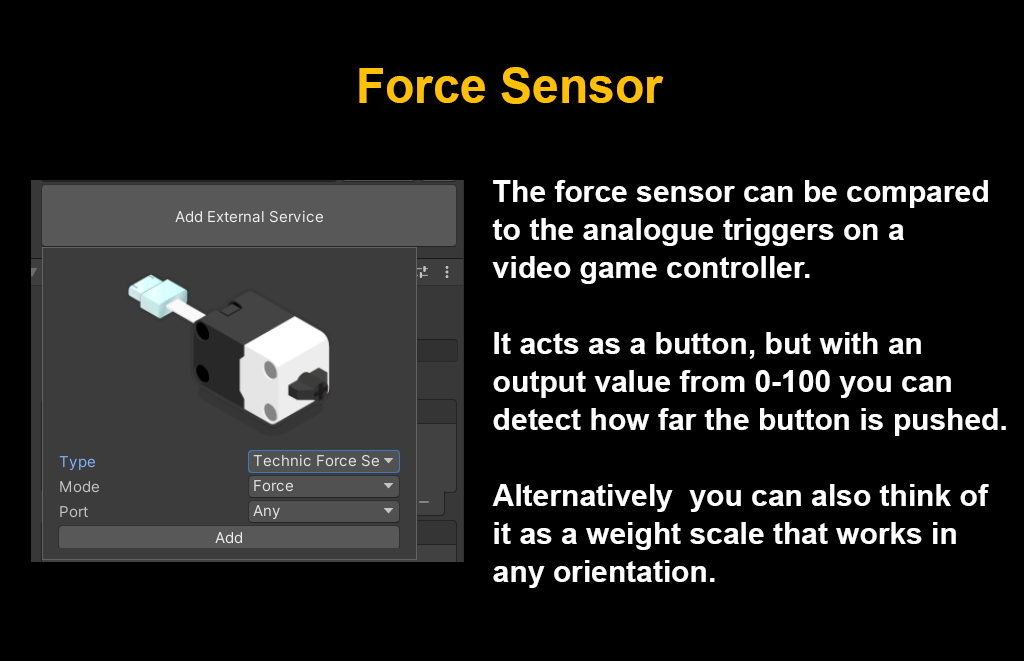 Force Sensor
Add External Service
Type
Technic Force Se
Mode
Force
Port
Any
Add
The force sensor can be compared
to the analogue triggers on a
video game controller.
It acts as a button, but with an
output value from 0-100 you can
detect how far the button is pushed.
Alternatively  you can also think of
it as a weight scale that works in
any orientation.